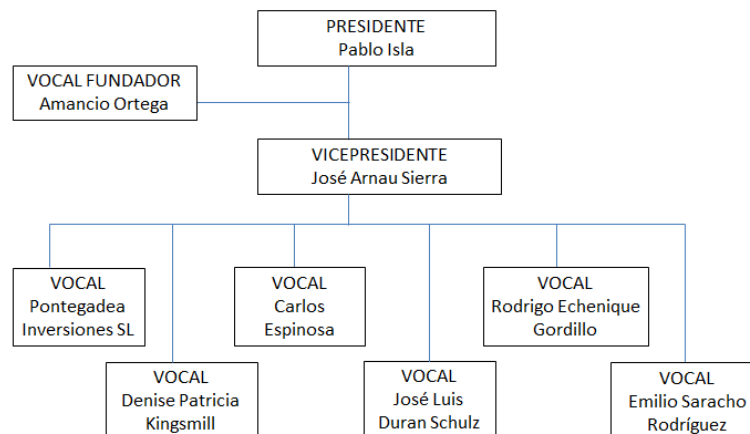 PRESIDENTE
Pablo Isla
VOCAL FUNDADOR
Amancio Ortega
VICEPRESIDENTE
José Arnau Sierra
VOCAL
Pontegadea
Inversiones SL
VOCAL
Carlos
Espinosa
VOCAL
Rodrigo Echenique
Gordillo
VOCAL
Denise Patricia
Kingsmill
VOCAL
José Luis
Duran Schulz
VOCAL
Emilio Saracho
Rodríguez